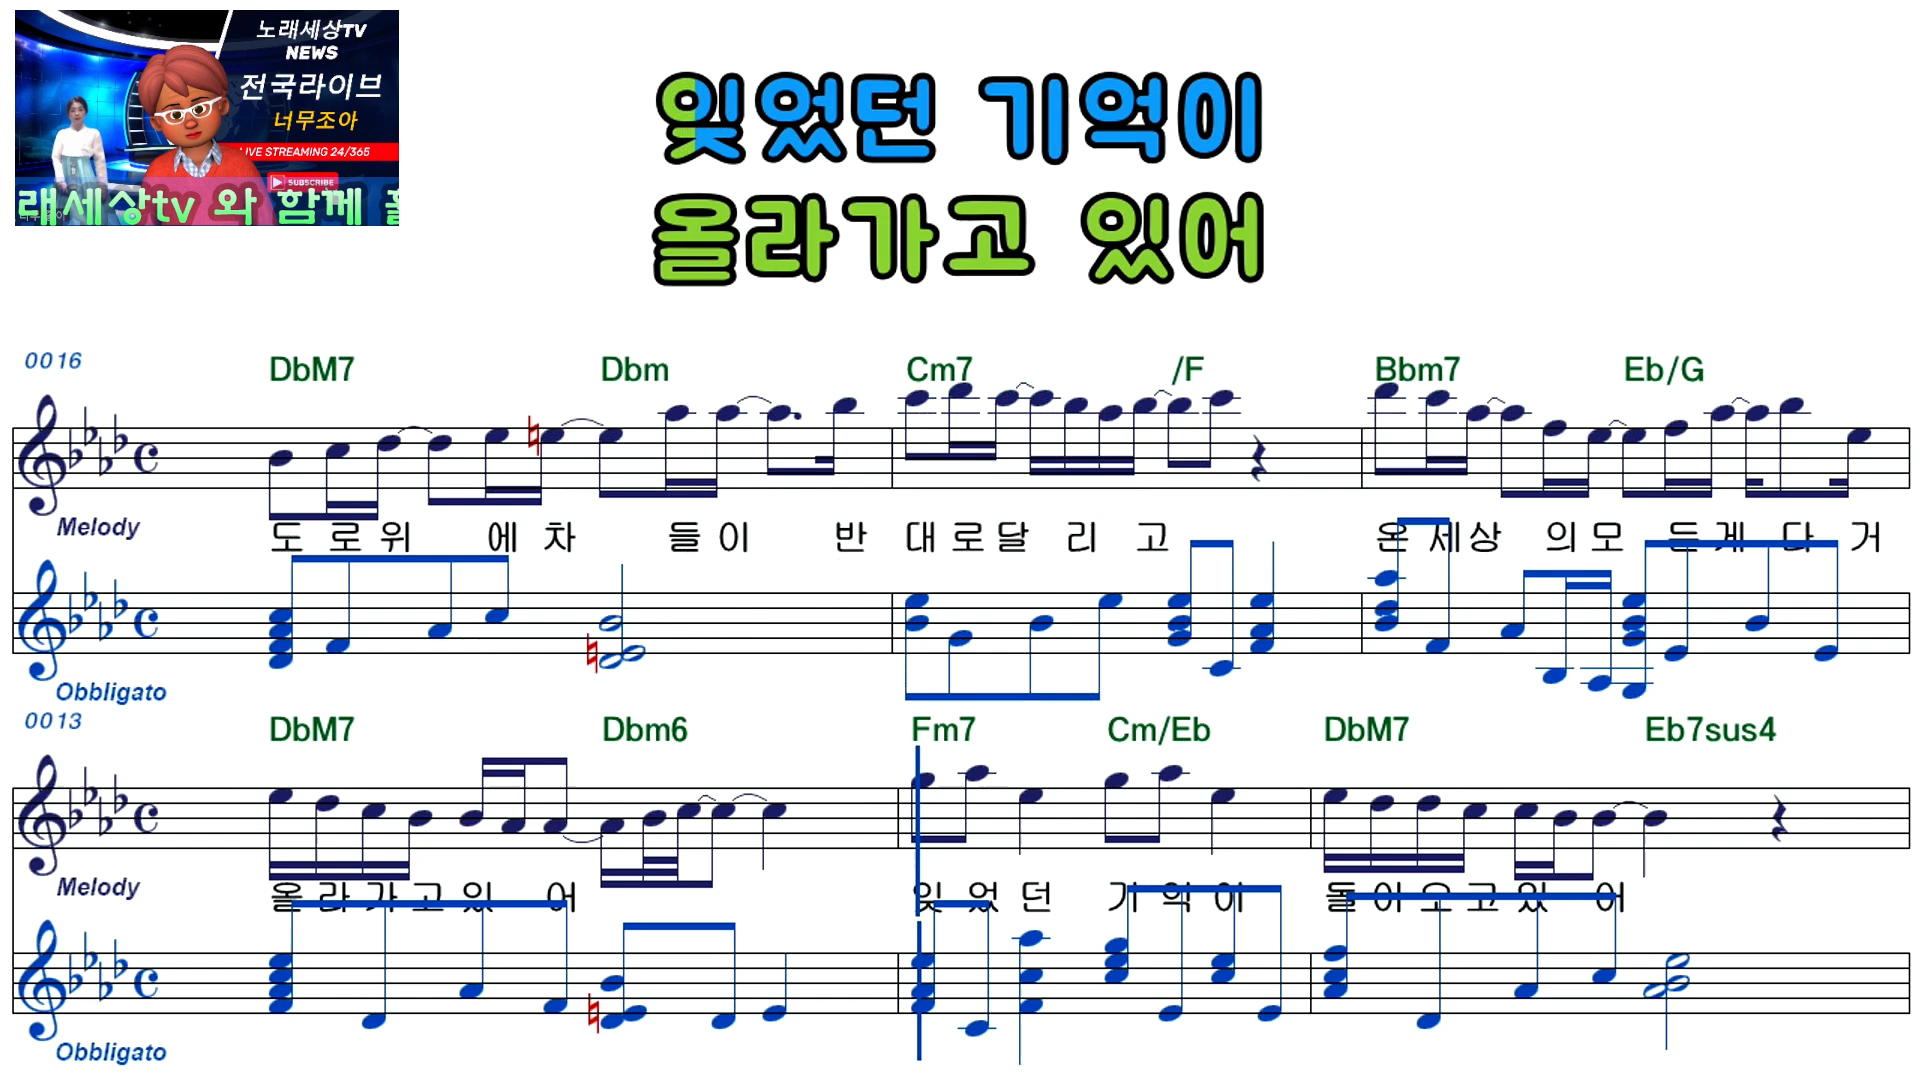 노래세상TV
NEWS
전국라이브
너무조아
LIVE STREAMING 24/365
SUBSCRIBE
래세상tv 와 함께
잊었던 기억이
올라가고 있어
0016
DbM7 Dbm Cm7 /F Bbm7 Eb/G
Melody
도 로 위 에 차 들 이 반 대 로 달 리 고 온 세 상 의 모 든 게 다 거
Obbligato
0013
DbM7 Dbm6 Fm7 Cm/Eb DbM7 Eb7sus4
Melody
올 라 가 고 있 어 잊 었 던 기 억 이 돌 아 오 고 있 어
Obbligato